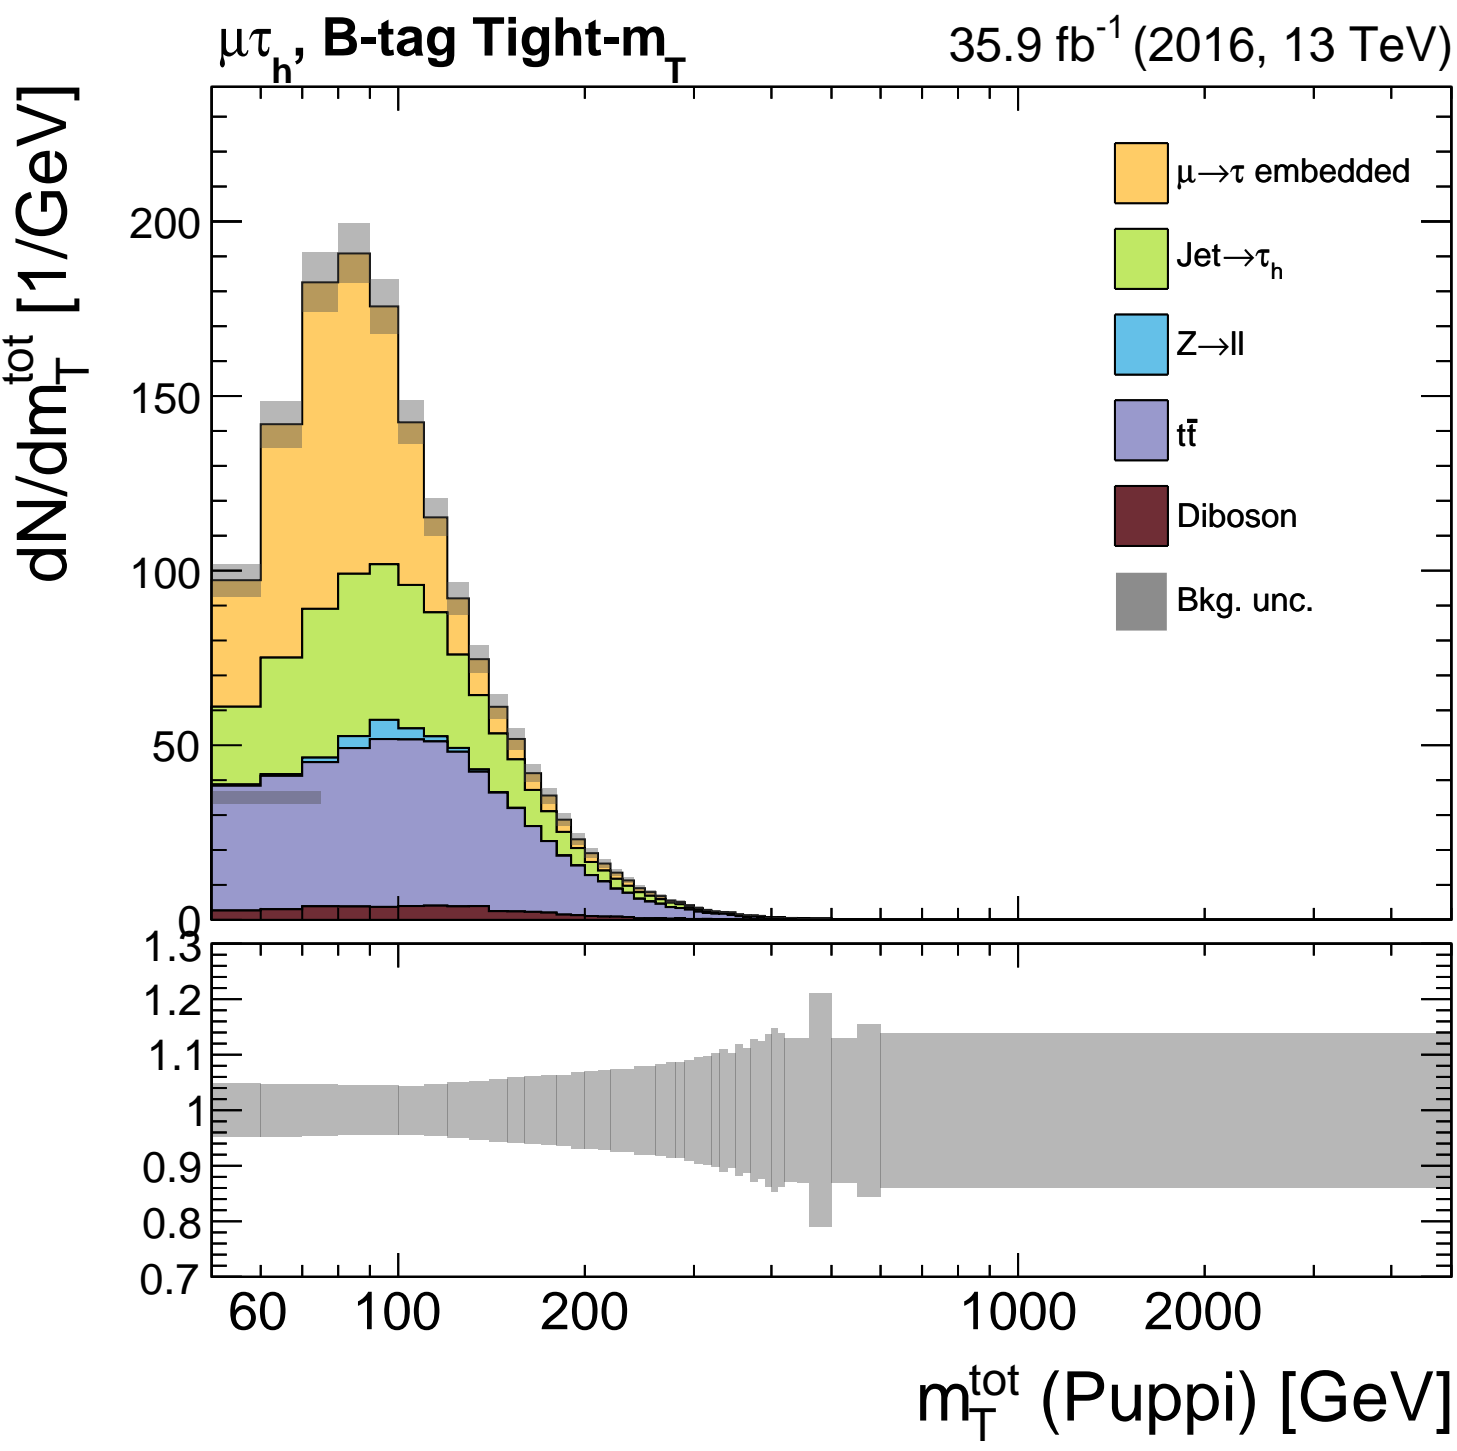 μτh, B-tag Tight-mT
35.9 fb-1 (2016, 13 TeV)
dN/dmTtot [1/GeV]
200
150
100
50
0
μ→τ embedded
Jet→τh
Z→ll
tt̄
Diboson
Bkg. unc.
1.3
1.2
1.1
1
0.9
0.8
0.7
60 100 200 1000 2000
mTtot (Puppi) [GeV]